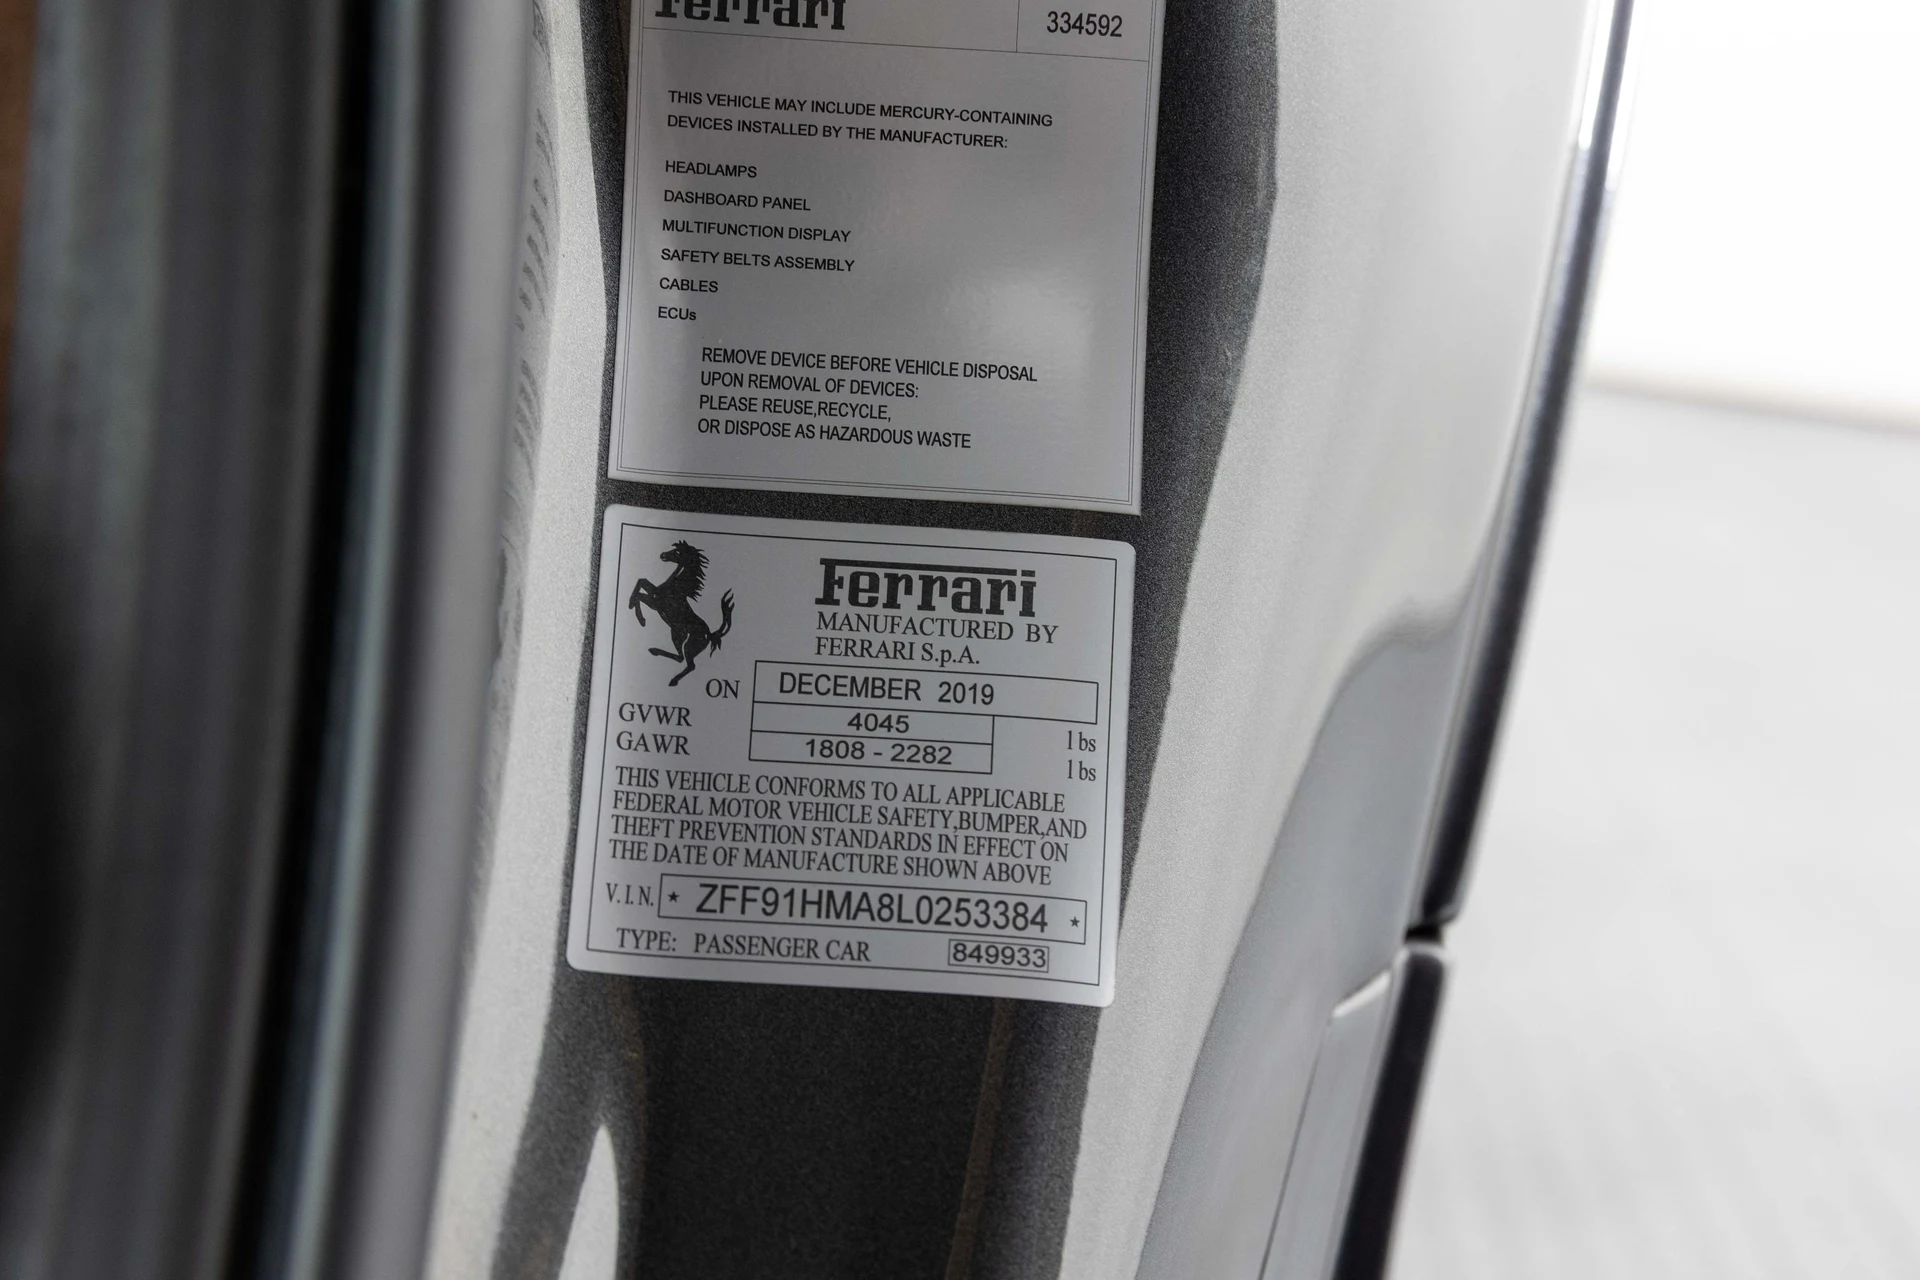 Ferrari 334592
THIS VEHICLE MAY INCLUDE MERCURY-CONTAINING
DEVICES INSTALLED BY THE MANUFACTURER:
HEADLAMPS
DASHBOARD PANEL
MULTIFUNCTION DISPLAY
SAFETY BELTS ASSEMBLY
CABLES
ECUs
REMOVE DEVICE BEFORE VEHICLE DISPOSAL
UPON REMOVAL OF DEVICES:
PLEASE REUSE,RECYCLE,
OR DISPOSE AS HAZARDOUS WASTE
Ferrari
MANUFACTURED BY
FERRARI S.p.A.
ON DECEMBER 2019
GVWR 4045 lbs
GAWR 1808 - 2282 lbs
THIS VEHICLE CONFORMS TO ALL APPLICABLE
FEDERAL MOTOR VEHICLE SAFETY,BUMPER,AND
THEFT PREVENTION STANDARDS IN EFFECT ON
THE DATE OF MANUFACTURE SHOWN ABOVE
V.I.N. * ZFF91HMA8L0253384 *
TYPE: PASSENGER CAR 849933